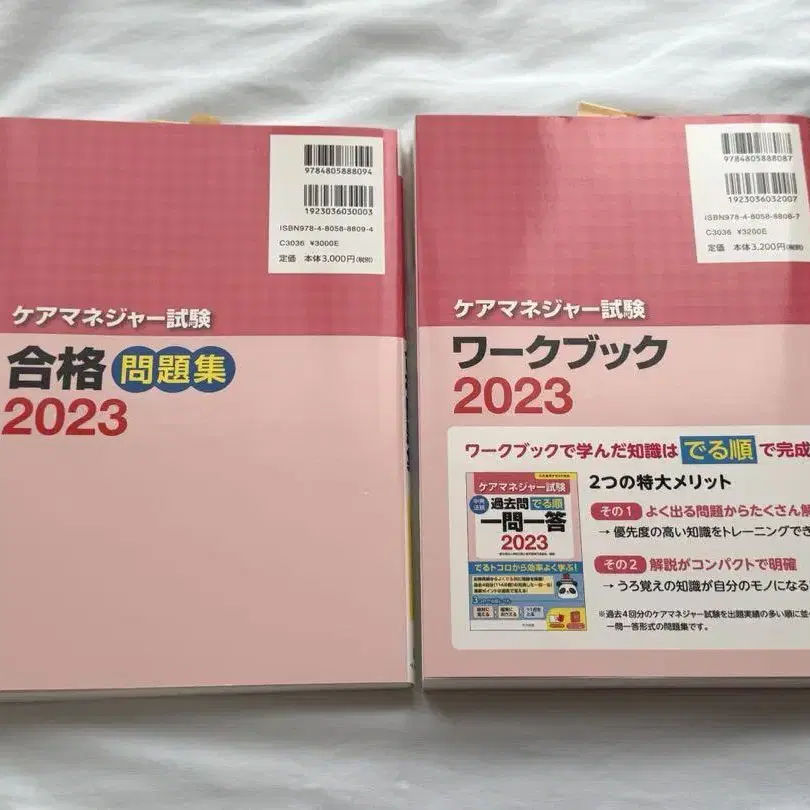 9784805888094
1923036030003
ISBN978-4-8058-8809-4
C3036 ¥3000E
定価 本体3,000円(税別)
ケアマネジャー試験
合格 問題集
2023
9784805888087
1923036032007
ISBN978-4-8058-8808-7
C3036 ¥3200E
定価 本体3,200円(税別)
ケアマネジャー試験
ワークブック
2023
ワークブックで学んだ知識は でる順 で完成
2つの特大メリット
その1 よく出る問題からたくさん
→ 優先度の高い知識をトレーニングでき
その2 解説がコンパクトで明確
→ うろ覚えの知識が自分のモノになる
※過去4回分のケアマネジャー試験を出題実績の多い順に並
一問一答形式の問題集です。
ケアマネジャー試験
中央法規
過去問 でる順
一問一答
2023
でるトコロから効率よく学ぶ!